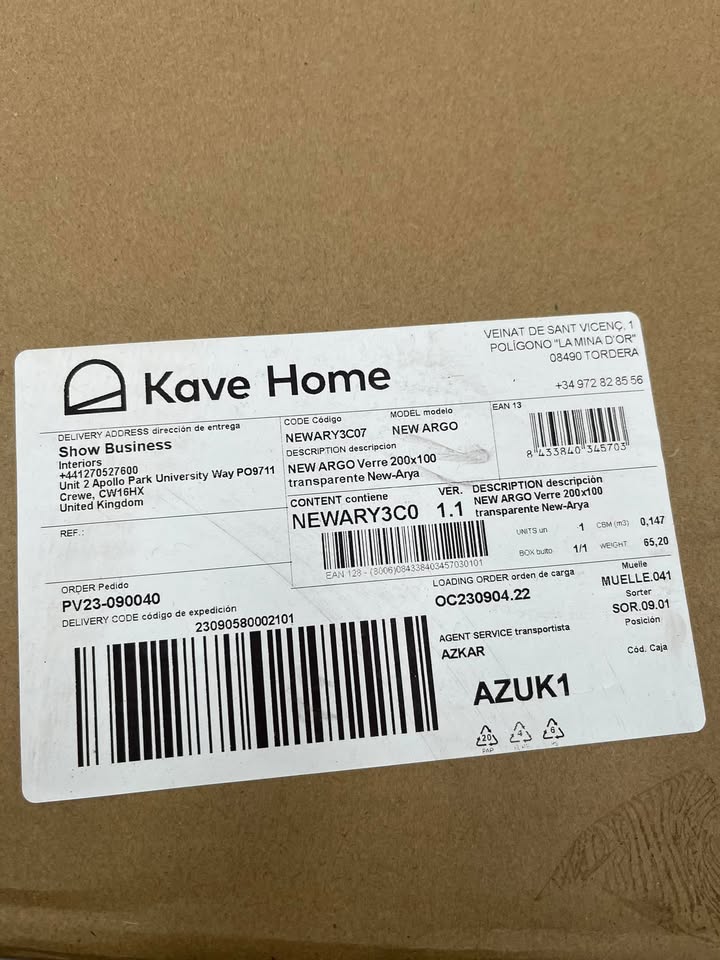 Kave Home
VEINAT DE SANT VICENÇ, 1
POLÍGONO "LA MINA D'OR"
08490 TORDERA
+34 972 82 85 56
DELIVERY ADDRESS dirección de entrega
Show Business
Interiors
+441270527600
Unit 2 Apollo Park University Way PO9711
Crewe, CW16HX
United Kingdom
REF.:
CODE Código
NEWARY3C07
MODEL modelo
NEW ARGO
DESCRIPTION descripcion
NEW ARGO Verre 200x100
transparente New-Arya
EAN 13
8 433840 345703
CONTENT contiene
NEWARY3C0
VER.
1.1
DESCRIPTION descripción
NEW ARGO Verre 200x100
transparente New-Arya
EAN 128 - (8006)084338403457030101
UNITS un 1
CBM (m3) 0,147
BOX bulto 1/1
WEIGHT 65,20
ORDER Pedido
PV23-090040
DELIVERY CODE código de expedición
23090580002101
LOADING ORDER orden de carga
OC230904.22
AGENT SERVICE transportista
AZKAR
AZUK1
Muelle
MUELLE.041
Sorter
SOR.09.01
Posición
Cód. Caja
20
PAP
4
6
PS